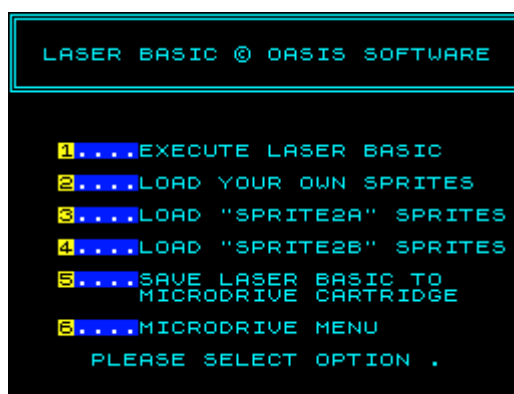 LASER BASIC © OASIS SOFTWARE
1....EXECUTE LASER BASIC
2....LOAD YOUR OWN SPRITES
3....LOAD "SPRITE2A" SPRITES
4....LOAD "SPRITE2B" SPRITES
5....SAVE LASER BASIC TO
MICRODRIVE CARTRIDGE
6....MICRODRIVE MENU
PLEASE SELECT OPTION .